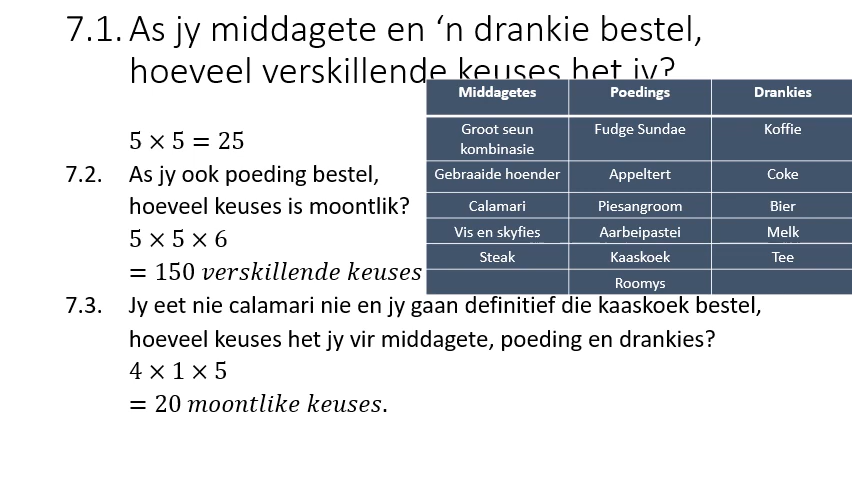 7.1. As jy middagete en ‘n drankie bestel,
hoeveel verskillende keuses het jy?
Middagetes Poedings Drankies
Groot seun kombinasie Fudge Sundae Koffie
Gebraaide hoender Appeltert Coke
Calamari Piesangroom Bier
Vis en skyfies Aarbeipastei Melk
Steak Kaaskoek Tee
Roomys
5 × 5 = 25
7.2. As jy ook poeding bestel,
hoeveel keuses is moontlik?
5 × 5 × 6
= 150 verskillende keuses
7.3. Jy eet nie calamari nie en jy gaan definitief die kaaskoek bestel,
hoeveel keuses het jy vir middagete, poeding en drankies?
4 × 1 × 5
= 20 moontlike keuses.